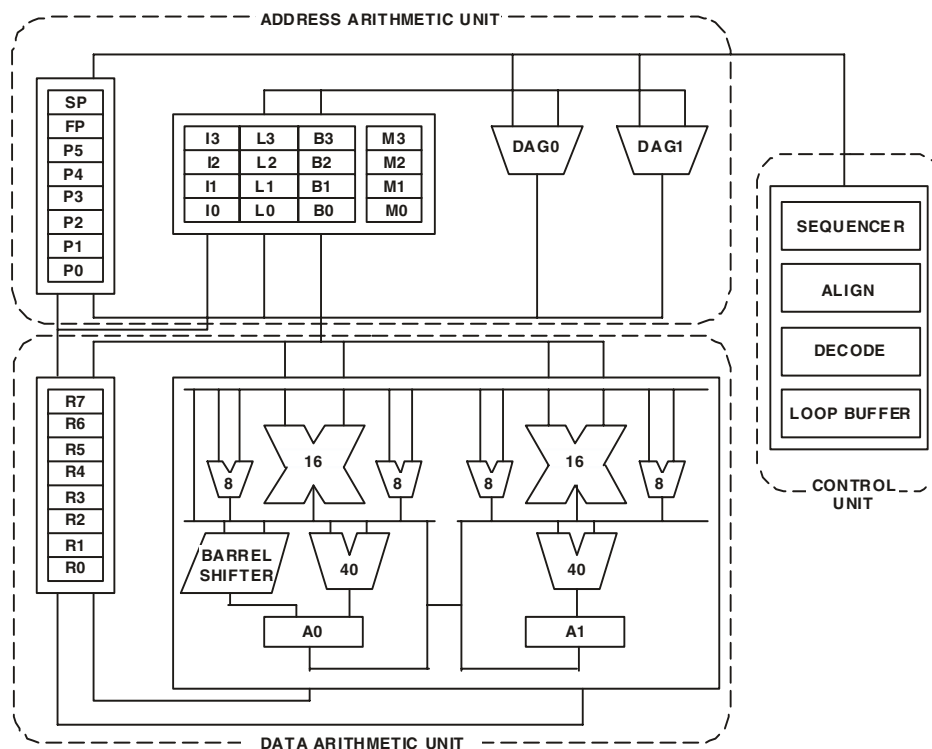 ADDRESS ARITHMETIC UNIT
SP
FP
P5
P4
P3
P2
P1
P0
I3 L3 B3 M3
I2 L2 B2 M2
I1 L1 B1 M1
I0 L0 B0 M0
DAG0 DAG1
SEQUENCER
ALIGN
DECODE
LOOP BUFFER
CONTROL
UNIT
R7
R6
R5
R4
R3
R2
R1
R0
16 16
8 8 8 8
BARREL
SHIFTER
40 40
A0 A1
DATA ARITHMETIC UNIT